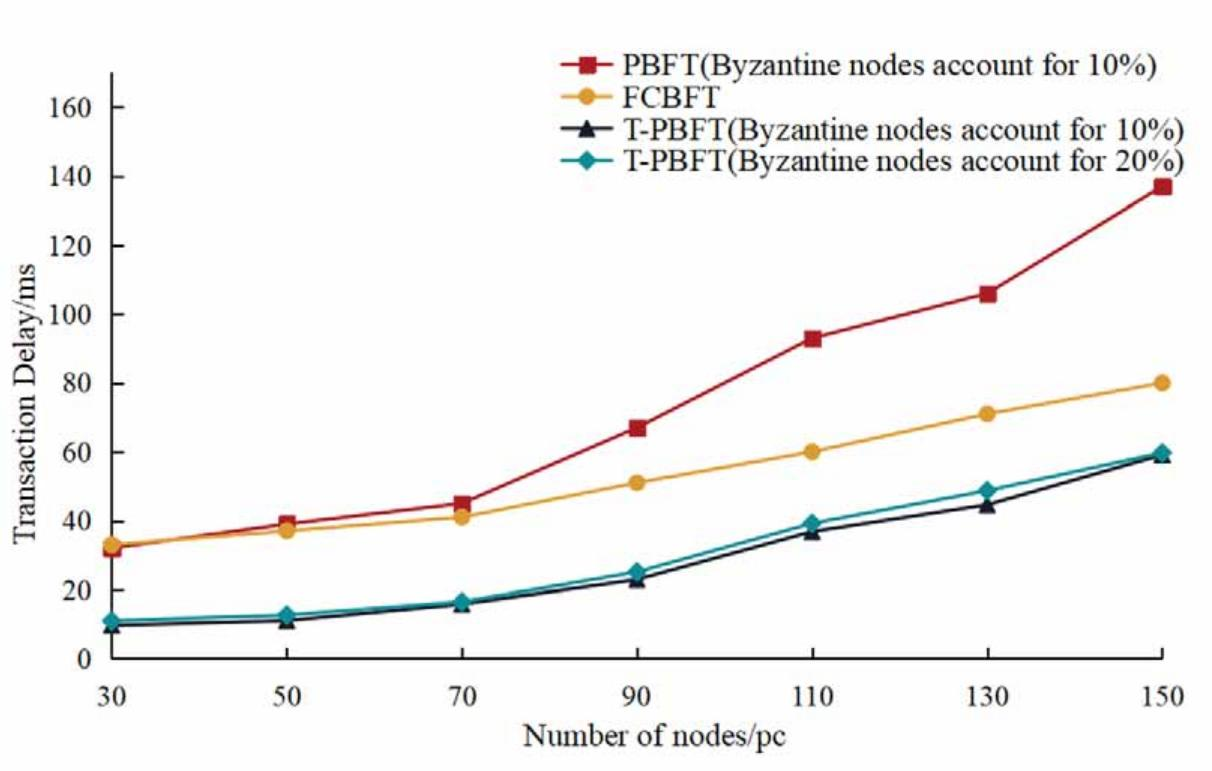 PBFT(Byzantine nodes account for 10%)
FCBFT
T-PBFT(Byzantine nodes account for 10%)
T-PBFT(Byzantine nodes account for 20%)
Transaction Delay/ms
160
140
120
100
80
60
40
20
0
30 50 70 90 110 130 150
Number of nodes/pc